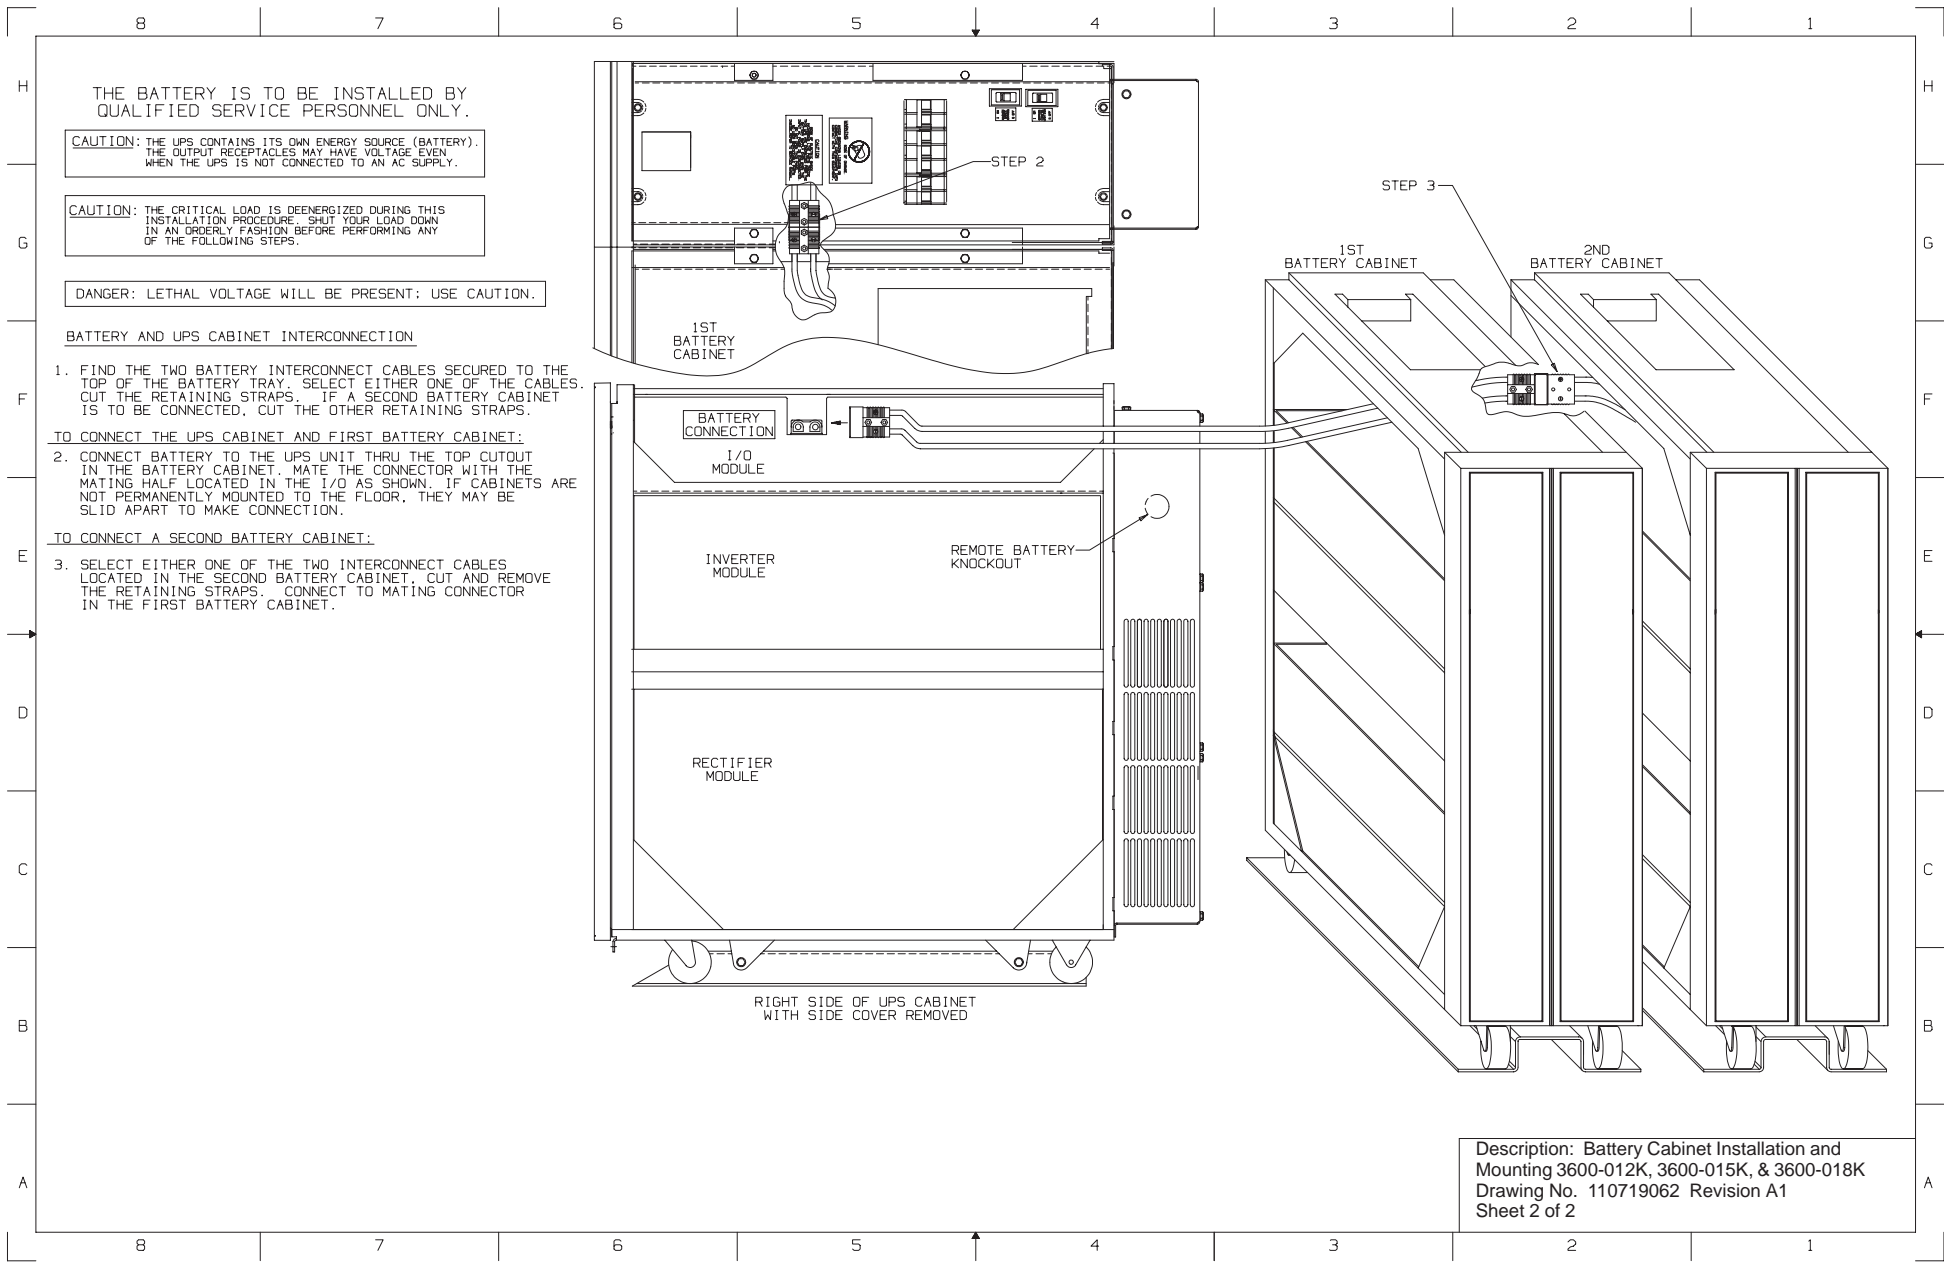 8 7 6 5 4 3 2 1
H H
G G
F F
E E
D D
C C
B B
A A
THE BATTERY IS TO BE INSTALLED BY
QUALIFIED SERVICE PERSONNEL ONLY.
CAUTION: THE UPS CONTAINS ITS OWN ENERGY SOURCE (BATTERY).
THE OUTPUT RECEPTACLES MAY HAVE VOLTAGE EVEN
WHEN THE UPS IS NOT CONNECTED TO AN AC SUPPLY.
CAUTION: THE CRITICAL LOAD IS DEENERGIZED DURING THIS
INSTALLATION PROCEDURE. SHUT YOUR LOAD DOWN
IN AN ORDERLY FASHION BEFORE PERFORMING ANY
OF THE FOLLOWING STEPS.
DANGER: LETHAL VOLTAGE WILL BE PRESENT; USE CAUTION.
BATTERY AND UPS CABINET INTERCONNECTION
1. FIND THE TWO BATTERY INTERCONNECT CABLES SECURED TO THE
TOP OF THE BATTERY TRAY. SELECT EITHER ONE OF THE CABLES.
CUT THE RETAINING STRAPS. IF A SECOND BATTERY CABINET
IS TO BE CONNECTED, CUT THE OTHER RETAINING STRAPS.
TO CONNECT THE UPS CABINET AND FIRST BATTERY CABINET:
2. CONNECT BATTERY TO THE UPS UNIT THRU THE TOP CUTOUT
IN THE BATTERY CABINET. MATE THE CONNECTOR WITH THE
MATING HALF LOCATED IN THE I/O AS SHOWN. IF CABINETS ARE
NOT PERMANENTLY MOUNTED TO THE FLOOR, THEY MAY BE
SLID APART TO MAKE CONNECTION.
TO CONNECT A SECOND BATTERY CABINET:
3. SELECT EITHER ONE OF THE TWO INTERCONNECT CABLES
LOCATED IN THE SECOND BATTERY CABINET, CUT AND REMOVE
THE RETAINING STRAPS. CONNECT TO MATING CONNECTOR
IN THE FIRST BATTERY CABINET.
STEP 2
1ST
BATTERY
CABINET
BATTERY
CONNECTION
I/O
MODULE
INVERTER
MODULE
REMOTE BATTERY
KNOCKOUT
RECTIFIER
MODULE
RIGHT SIDE OF UPS CABINET
WITH SIDE COVER REMOVED
STEP 3
1ST
BATTERY CABINET
2ND
BATTERY CABINET
Description: Battery Cabinet Installation and
Mounting 3600-012K, 3600-015K, & 3600-018K
Drawing No. 110719062 Revision A1
Sheet 2 of 2
8 7 6 5 4 3 2 1